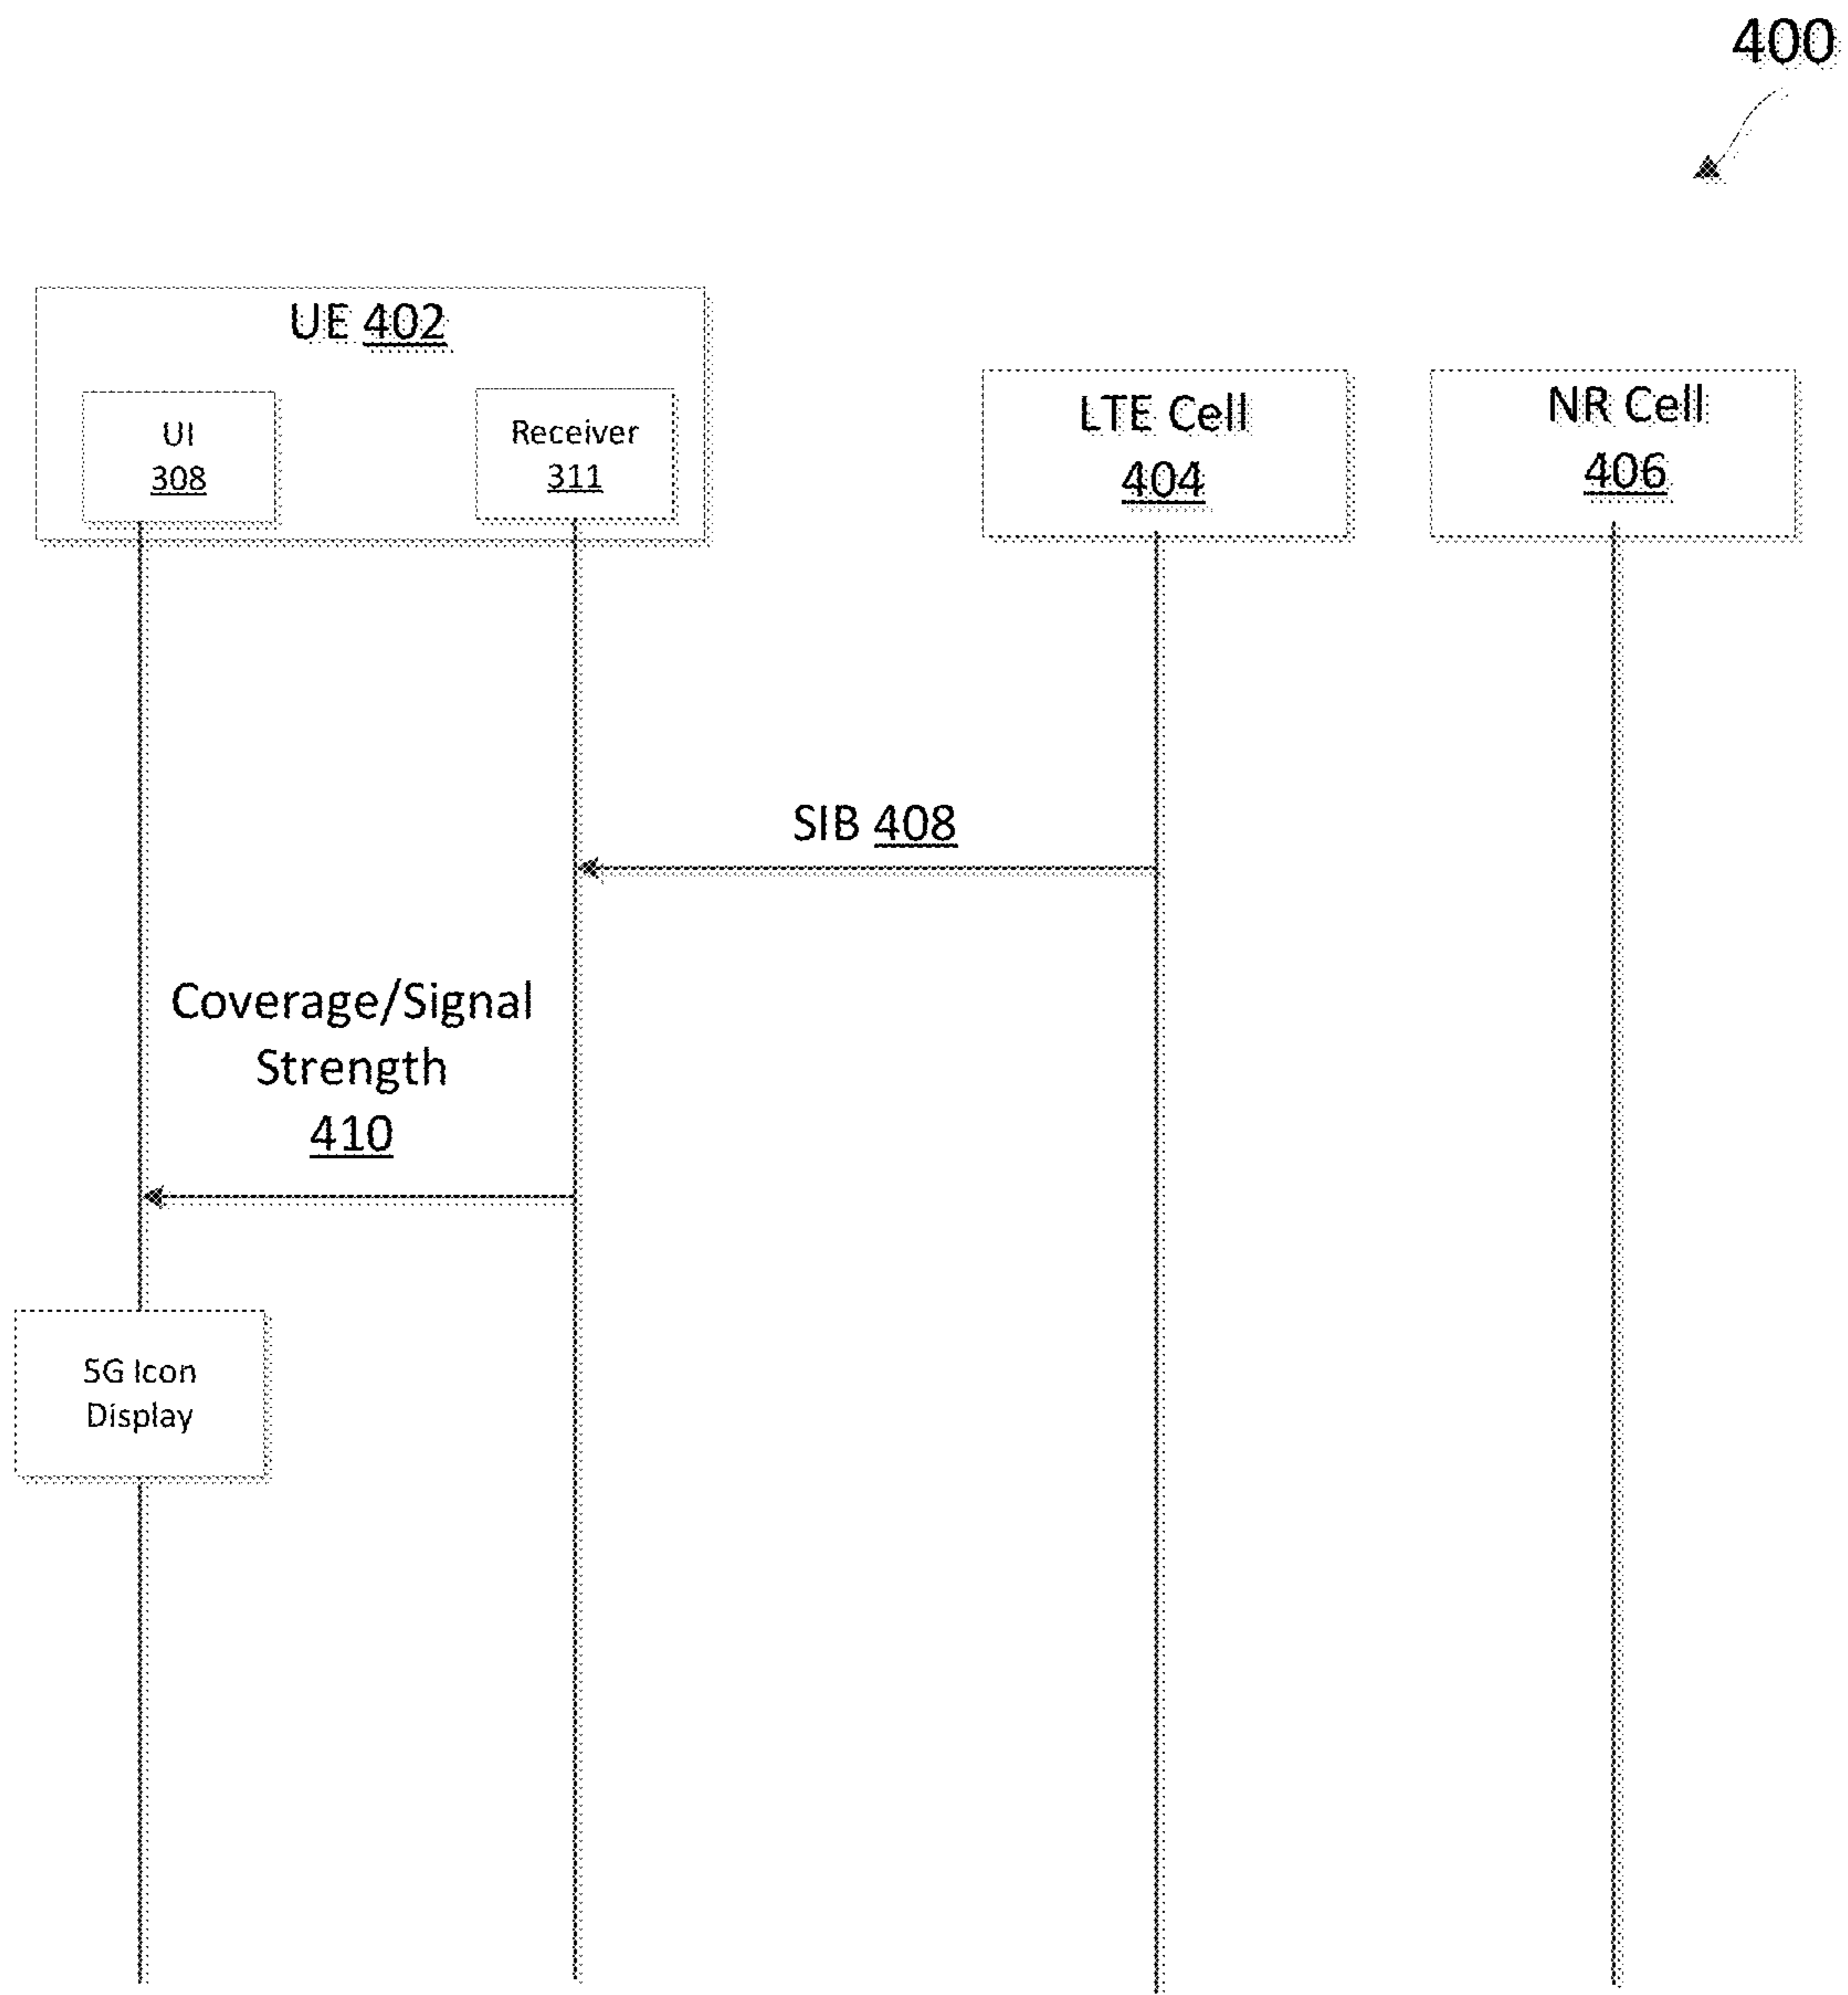 400
UE 402
UI
308
Receiver
311
LTE Cell
404
NR Cell
406
SIB 408
Coverage/Signal
Strength
410
5G Icon
Display